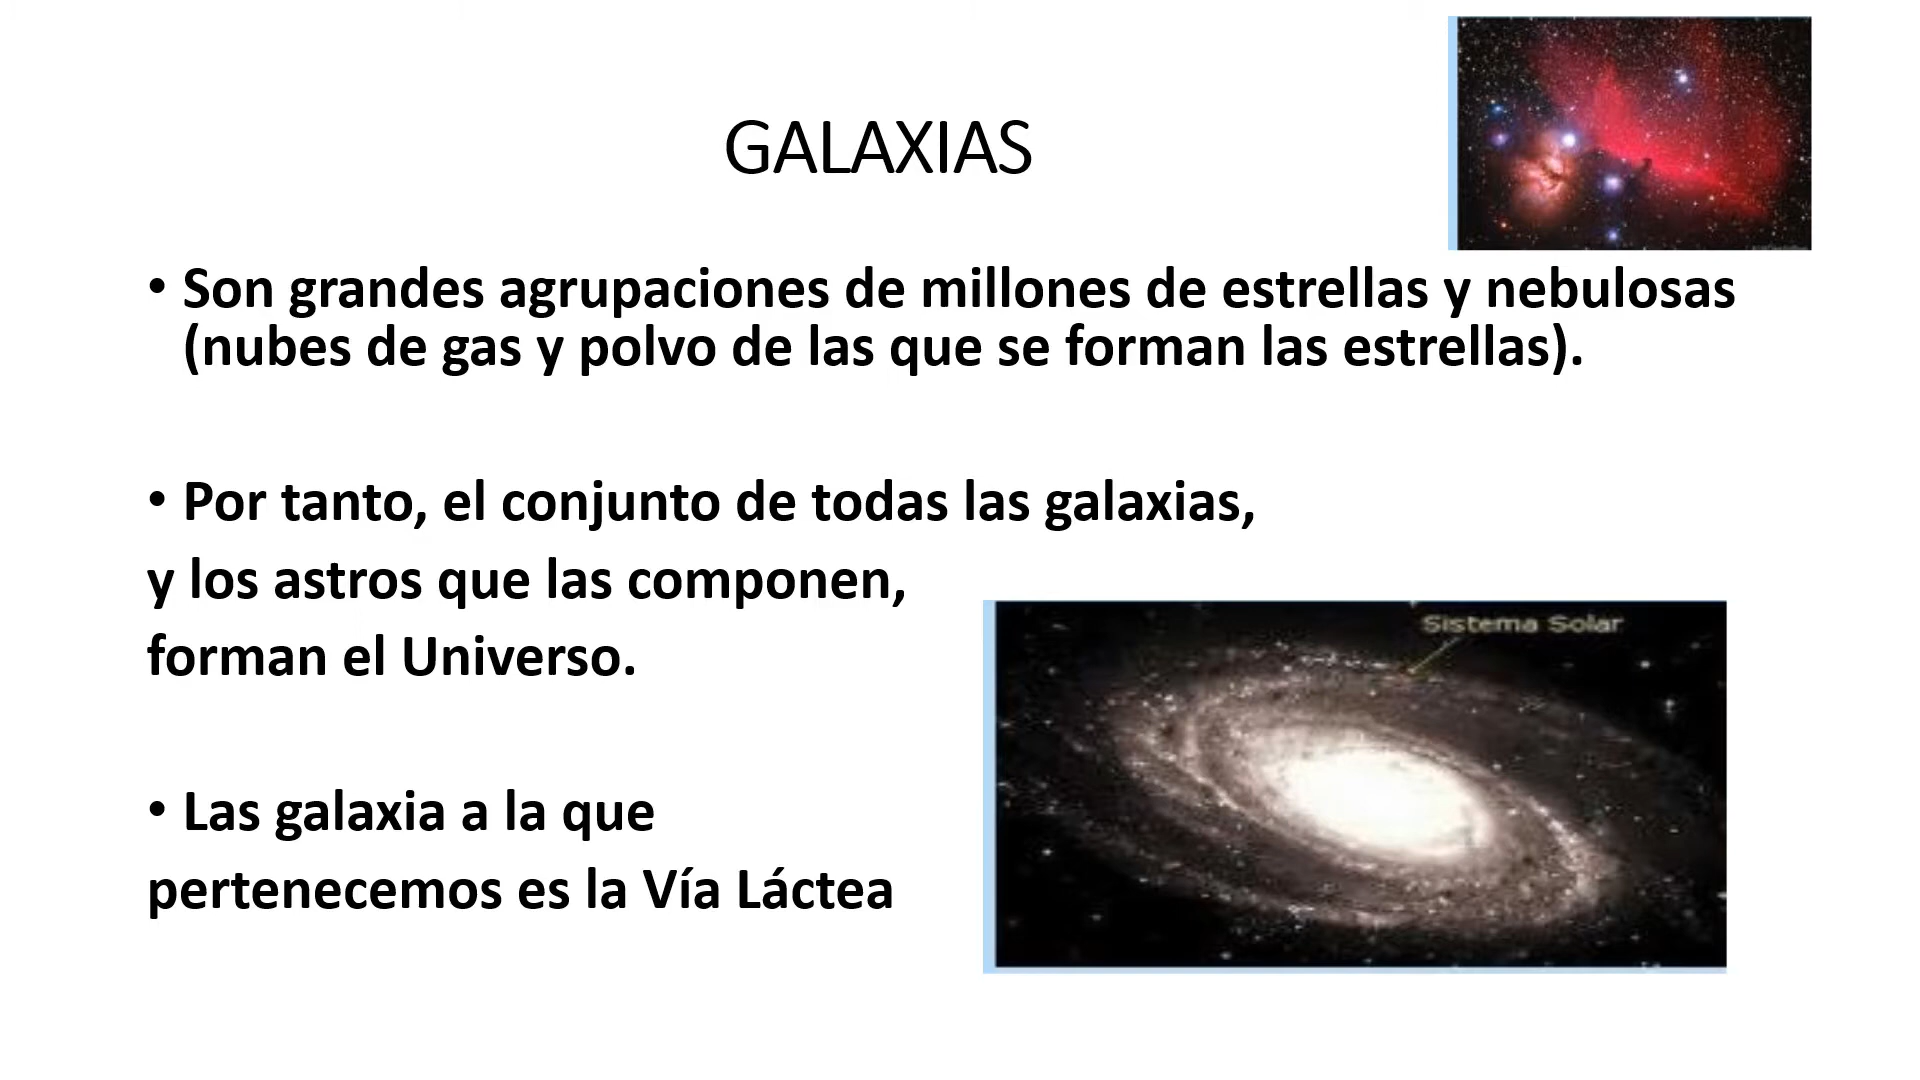 GALAXIAS
• Son grandes agrupaciones de millones de estrellas y nebulosas
(nubes de gas y polvo de las que se forman las estrellas).
• Por tanto, el conjunto de todas las galaxias,
y los astros que las componen,
forman el Universo.
Sistema Solar
• Las galaxia a la que
pertenecemos es la Vía Láctea